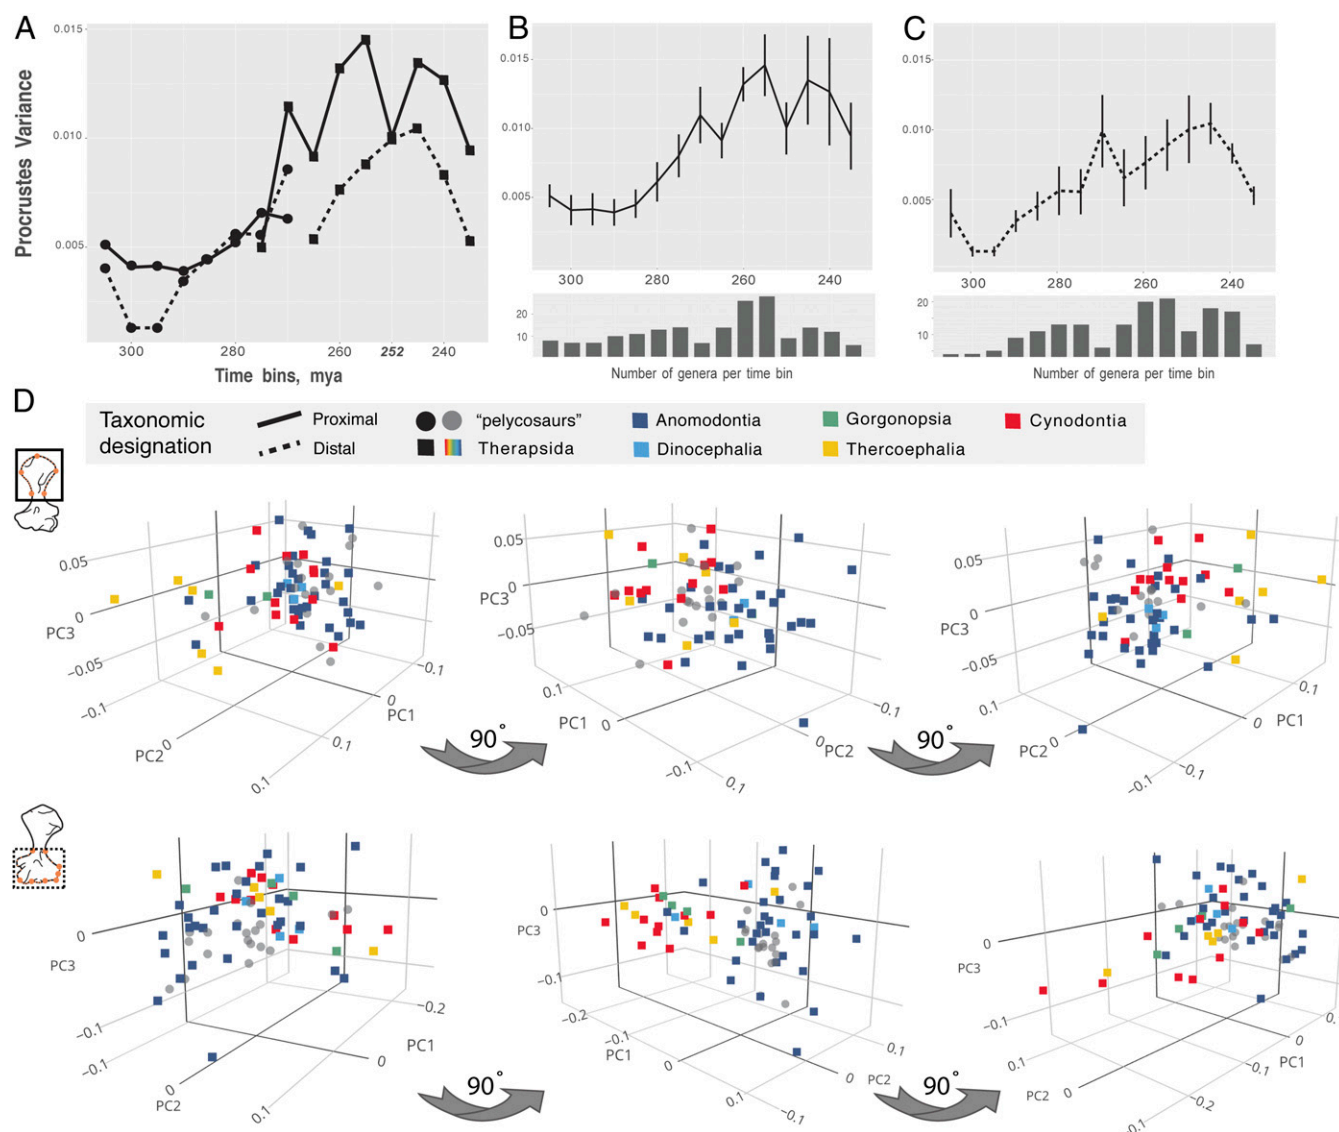 A
Procrustes Variance
0.015
0.010
0.005
300
280
260
252
240
Time bins, mya
B
0.015
0.010
0.005
300
280
260
240
20
10
Number of genera per time bin
C
0.015
0.010
0.005
300
280
260
240
20
10
Number of genera per time bin
D
Taxonomic
designation
Proximal
Distal
"pelycosaurs"
Therapsida
Anomodontia
Dinocephalia
Gorgonopsia
Thercoephalia
Cynodontia
0.05
0
PC3
−0.05
−0.1
PC2
0
0.1
0.1
PC1
0
−0.1
90°
0.05
PC3
0
−0.05
0.1
PC1
0
−0.1
0.1
0
PC2
−0.1
90°
0.05
0
PC3
−0.05
0.1
PC2
0
−0.1
−0.1
0
PC1
0.1
0
PC3
−0.1
−0.1
0
PC2
0.1
0
PC1
−0.2
90°
0
PC3
−0.1
−0.2
−0.1
PC1
0
0.1
−0.1
0
PC2
0.1
90°
0
PC3
−0.1
0.1
PC2
0
−0.1
−0.2
−0.1
0
PC1
0.